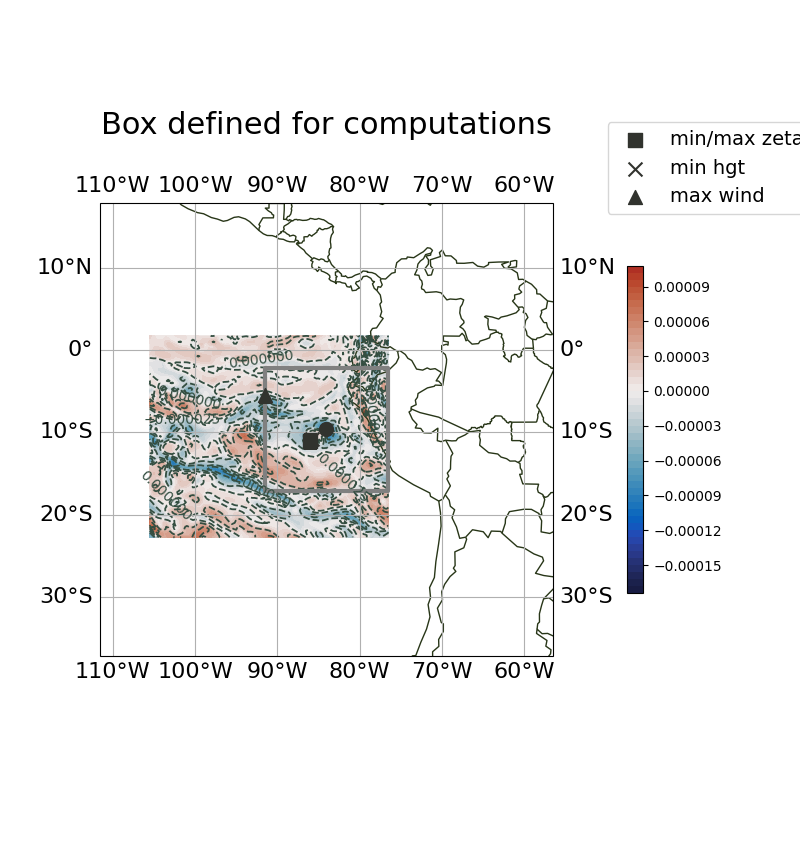 Box defined for computations
min/max zeta
min hgt
max wind
110°W 100°W 90°W 80°W 70°W 60°W
10°N 10°N
0° 0°
10°S 10°S
20°S 20°S
30°S 30°S
110°W 100°W 90°W 80°W 70°W 60°W
0.00009
0.00006
0.00003
0.00000
−0.00003
−0.00006
−0.00009
−0.00012
−0.00015
0.000000